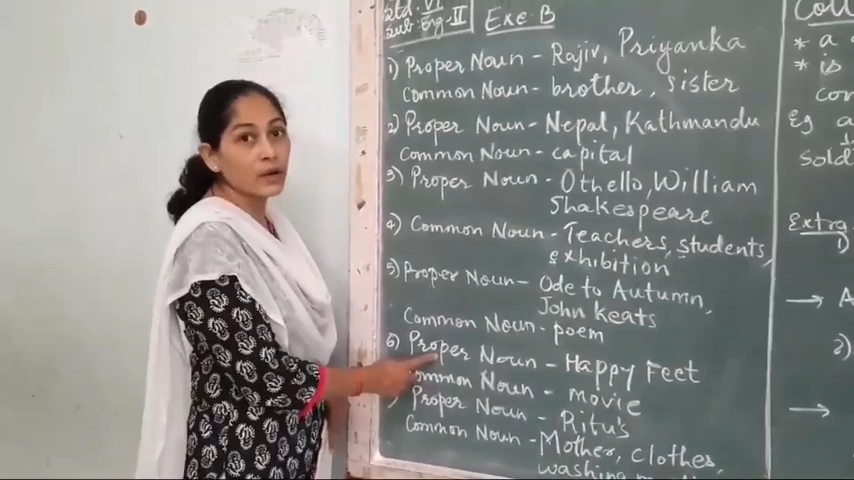 Std. VI
Sub: Eng-II
Exe-B
1) Proper Noun - Rajiv, Priyanka
Common Noun - brother, sister
2) Proper Noun - Nepal, Kathmandu
Common Noun - capital
3) Proper Noun - Othello, William
Shakespeare
4) Common Noun - Teachers, students,
exhibition
5) Proper Noun - Ode to Autumn,
John Keats
Common Noun - poem
6) Proper Noun - Happy Feet
Common Noun - movie
Proper Noun - Ritu's
Common Noun - Mother, clothes
washing
* a
* is
Com
Eg
sold
Extra